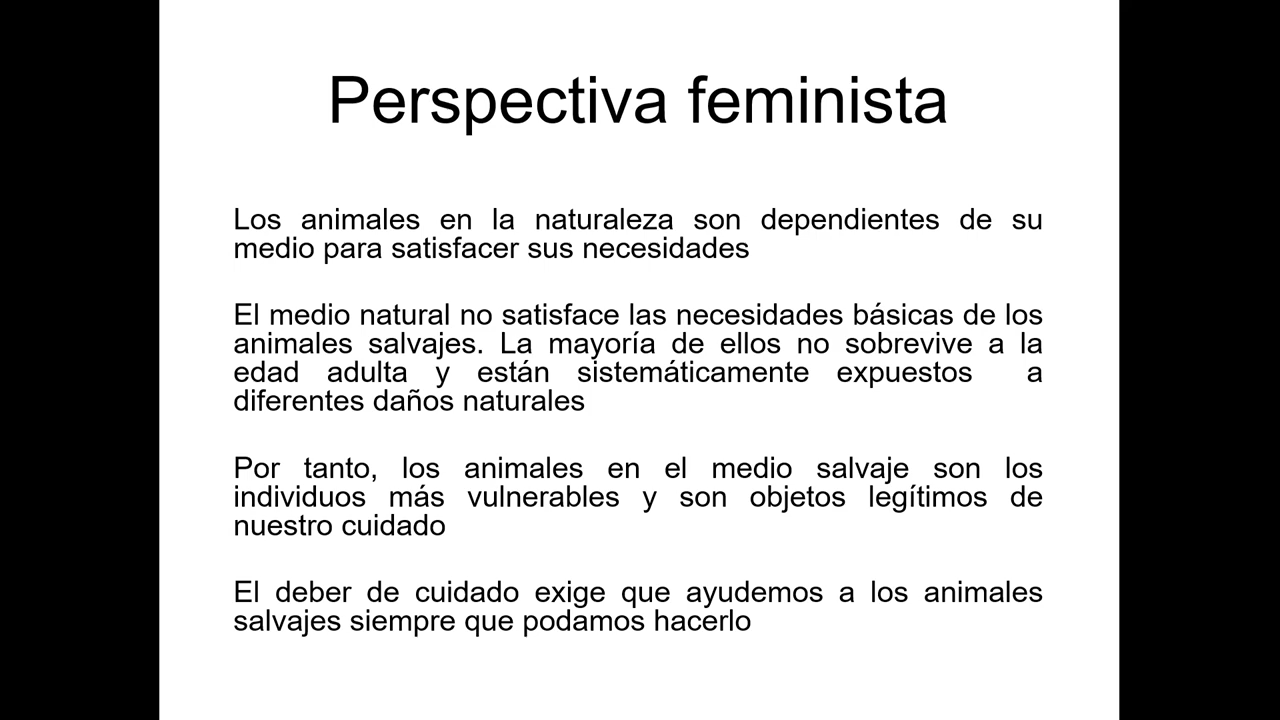 Perspectiva feminista
Los animales en la naturaleza son dependientes de su
medio para satisfacer sus necesidades
El medio natural no satisface las necesidades básicas de los
animales salvajes. La mayoría de ellos no sobrevive a la
edad adulta y están sistemáticamente expuestos a
diferentes daños naturales
Por tanto, los animales en el medio salvaje son los
individuos más vulnerables y son objetos legítimos de
nuestro cuidado
El deber de cuidado exige que ayudemos a los animales
salvajes siempre que podamos hacerlo